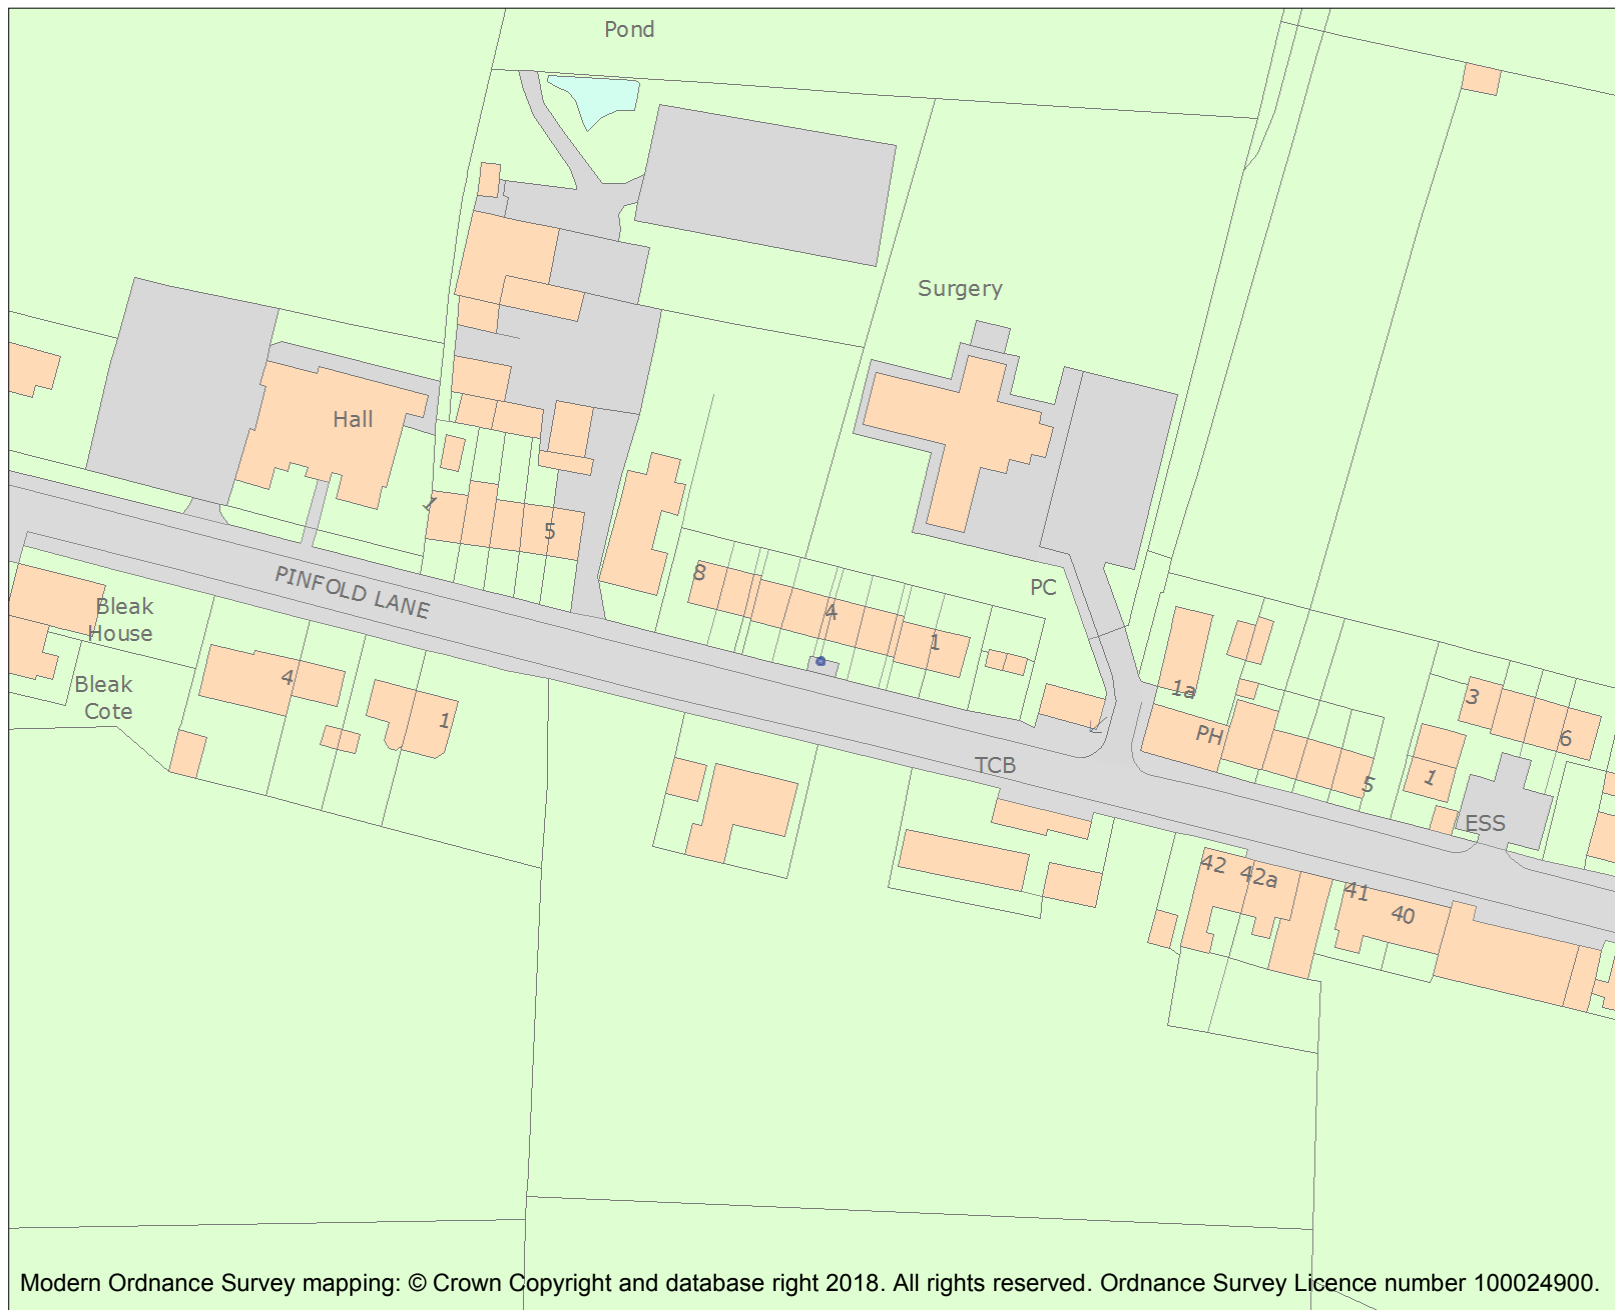 Pond
Surgery
Hall
1
5
PINFOLD LANE
8
4
1
PC
Bleak
House
Bleak
Cote
4
1
1a
PH
5
TCB
3
6
1
ESS
42
42a
41
40
Modern Ordnance Survey mapping: © Crown Copyright and database right 2018. All rights reserved. Ordnance Survey Licence number 100024900.